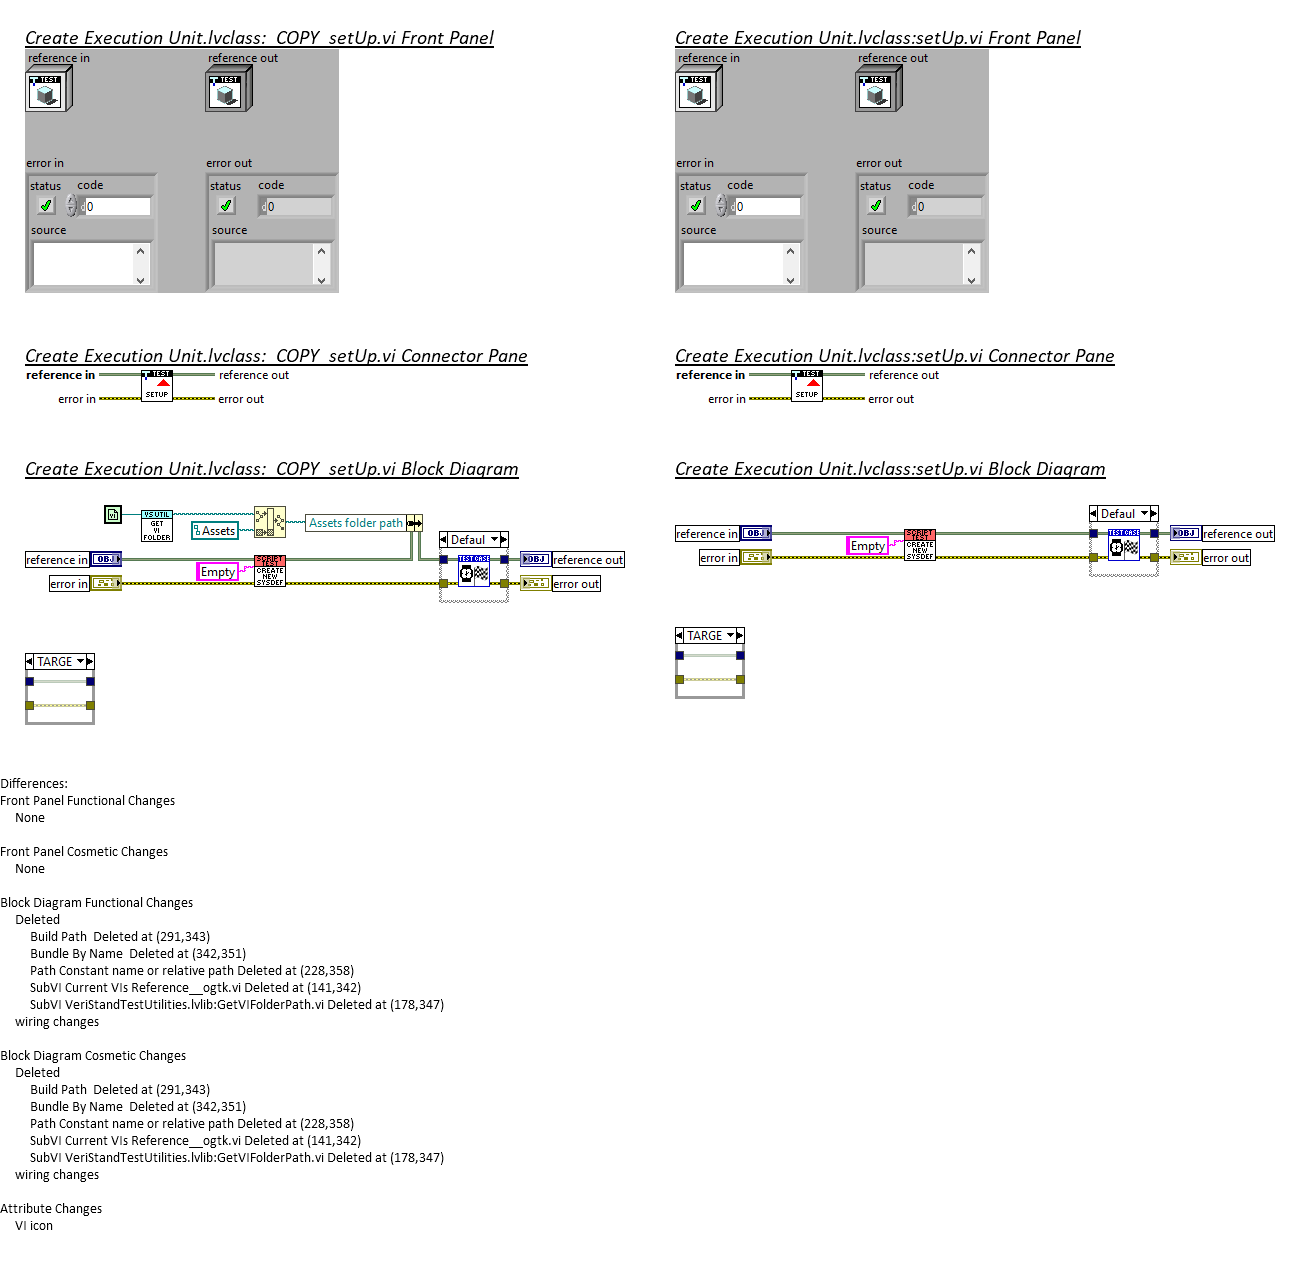 Create Execution Unit.lvclass:_COPY_setUp.vi Front Panel
reference in
reference out
TEST
TEST
error in
error out
status
code
status
code
0
0
source
source
Create Execution Unit.lvclass:setUp.vi Front Panel
reference in
reference out
TEST
TEST
error in
error out
status
code
status
code
0
0
source
source
Create Execution Unit.lvclass:_COPY_setUp.vi Connector Pane
reference in
TEST
reference out
error in
SETUP
error out
Create Execution Unit.lvclass:setUp.vi Connector Pane
reference in
TEST
reference out
error in
SETUP
error out
Create Execution Unit.lvclass:_COPY_setUp.vi Block Diagram
VI
VS UTIL
GET
VI
FOLDER
Assets
Assets folder path
Defaul
reference in
OBJ
SCRIPT
TEST
CREATE
NEW
SYSDEF
Empty
TEST CASE
OBJ
reference out
error in
error out
TARGE
Create Execution Unit.lvclass:setUp.vi Block Diagram
Defaul
reference in
OBJ
SCRIPT
TEST
CREATE
NEW
SYSDEF
Empty
TEST CASE
OBJ
reference out
error in
error out
TARGE
Differences:
Front Panel Functional Changes
None
Front Panel Cosmetic Changes
None
Block Diagram Functional Changes
Deleted
Build Path  Deleted at (291,343)
Bundle By Name  Deleted at (342,351)
Path Constant name or relative path Deleted at (228,358)
SubVI Current VIs Reference__ogtk.vi Deleted at (141,342)
SubVI VeriStandTestUtilities.lvlib:GetVIFolderPath.vi Deleted at (178,347)
wiring changes
Block Diagram Cosmetic Changes
Deleted
Build Path  Deleted at (291,343)
Bundle By Name  Deleted at (342,351)
Path Constant name or relative path Deleted at (228,358)
SubVI Current VIs Reference__ogtk.vi Deleted at (141,342)
SubVI VeriStandTestUtilities.lvlib:GetVIFolderPath.vi Deleted at (178,347)
wiring changes
Attribute Changes
VI icon